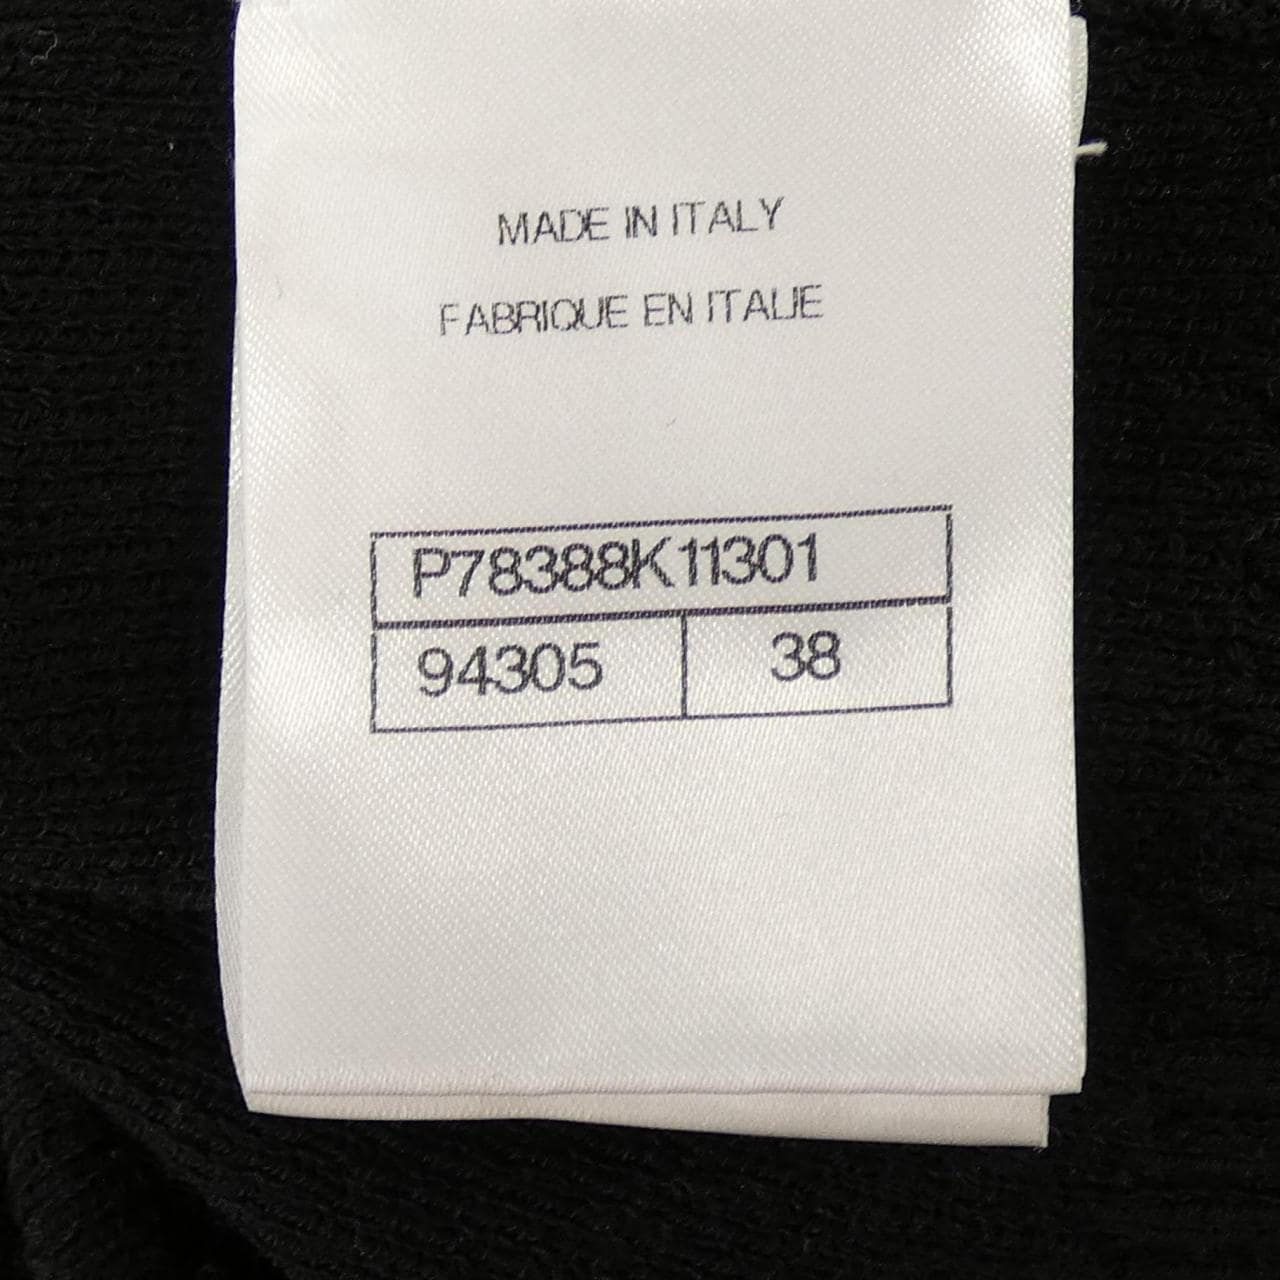 MADE IN ITALY
FABRIQUE EN ITALIE
P78388K11301
94305 38